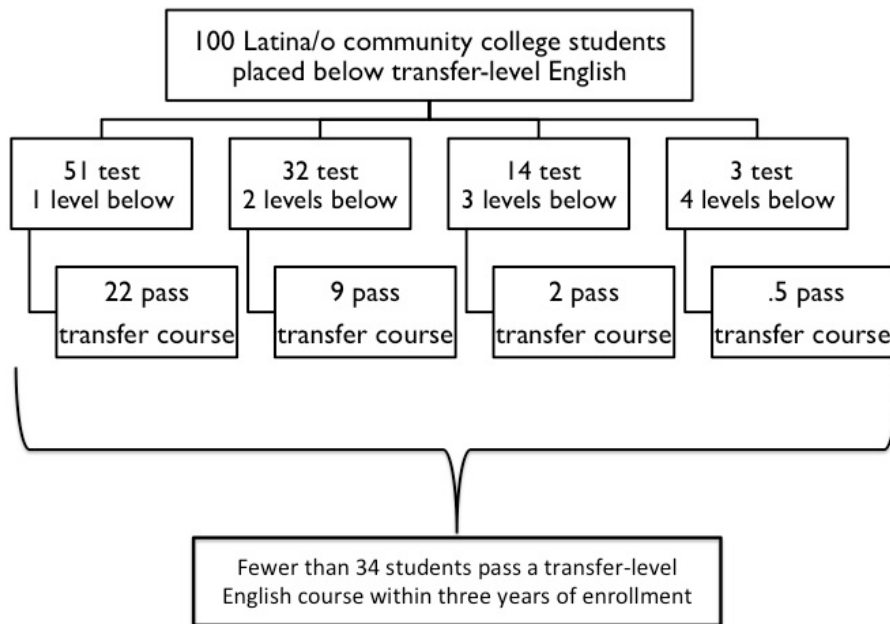 100 Latina/o community college students
placed below transfer-level English
51 test
1 level below
32 test
2 levels below
14 test
3 levels below
3 test
4 levels below
22 pass
transfer course
9 pass
transfer course
2 pass
transfer course
.5 pass
transfer course
Fewer than 34 students pass a transfer-level
English course within three years of enrollment